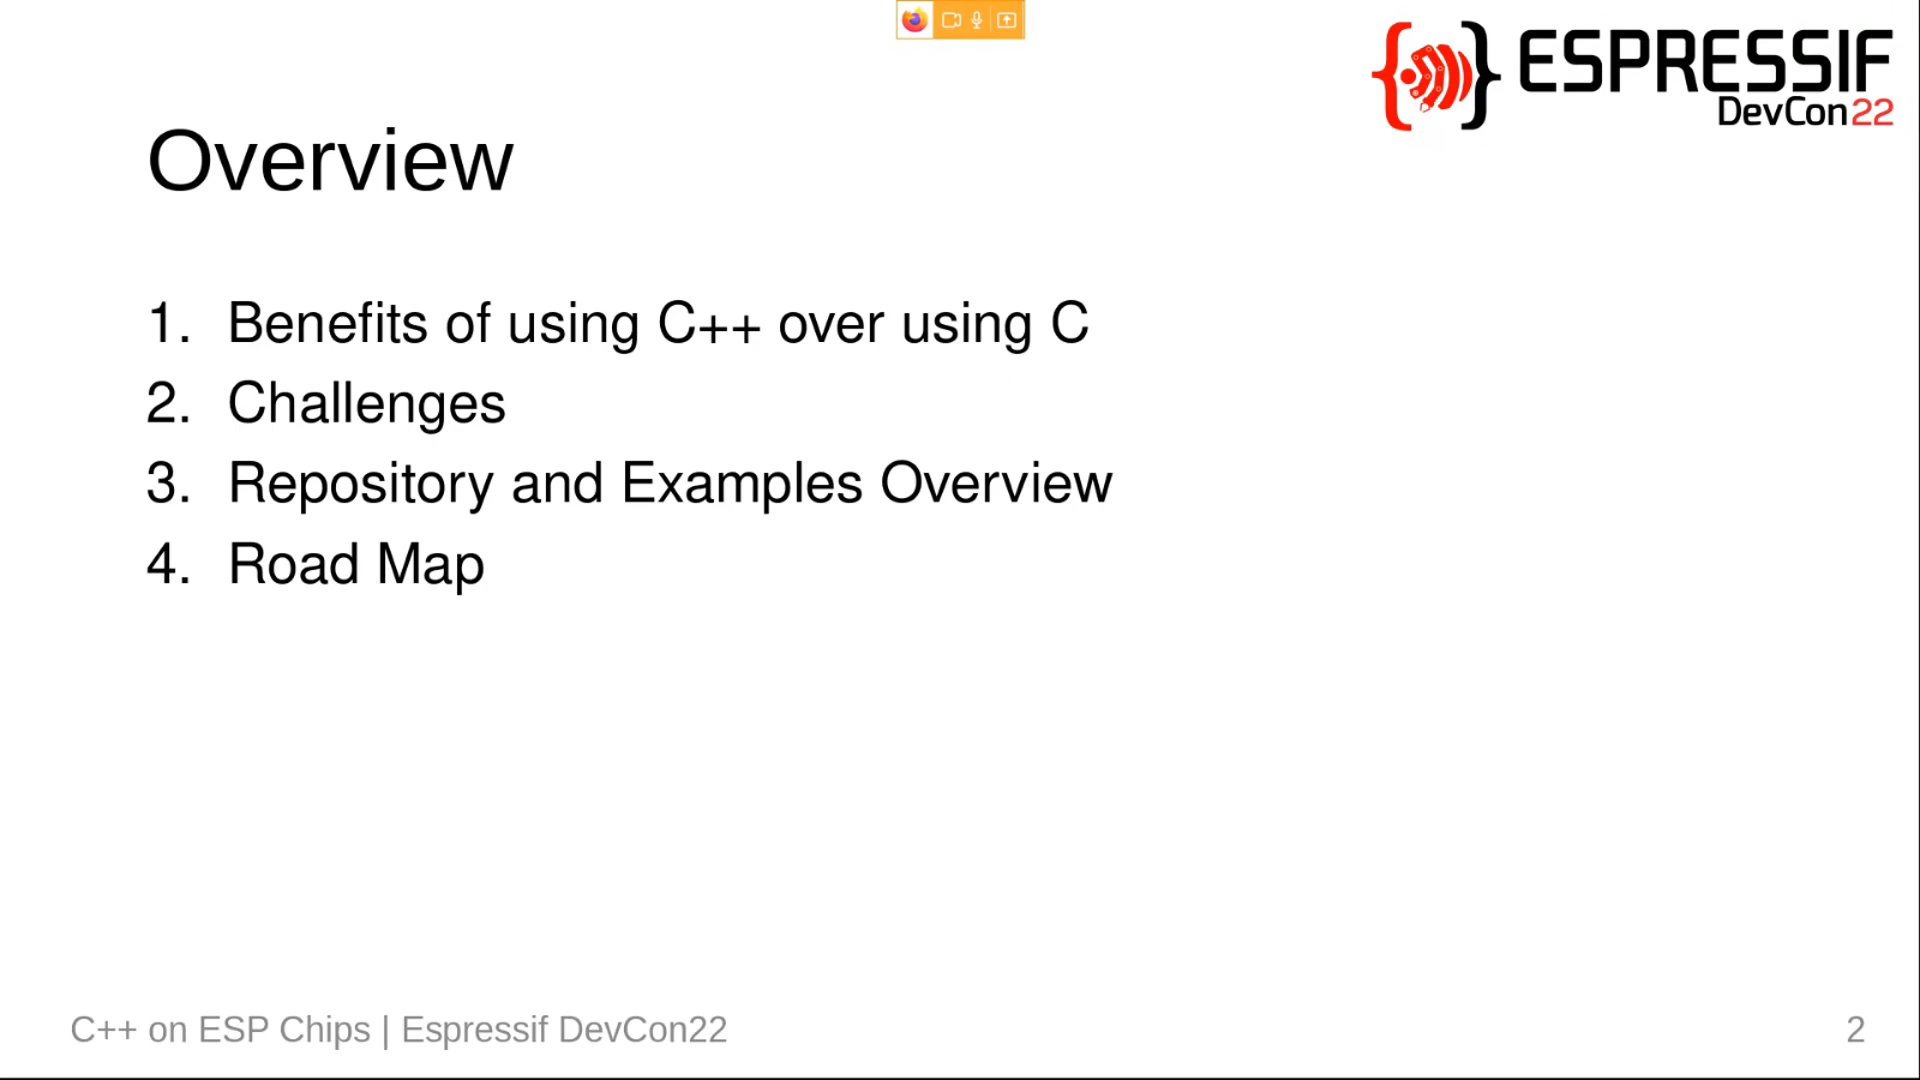 ESPRESSIF
DevCon22
Overview
1. Benefits of using C++ over using C
2. Challenges
3. Repository and Examples Overview
4. Road Map
C++ on ESP Chips | Espressif DevCon22
2